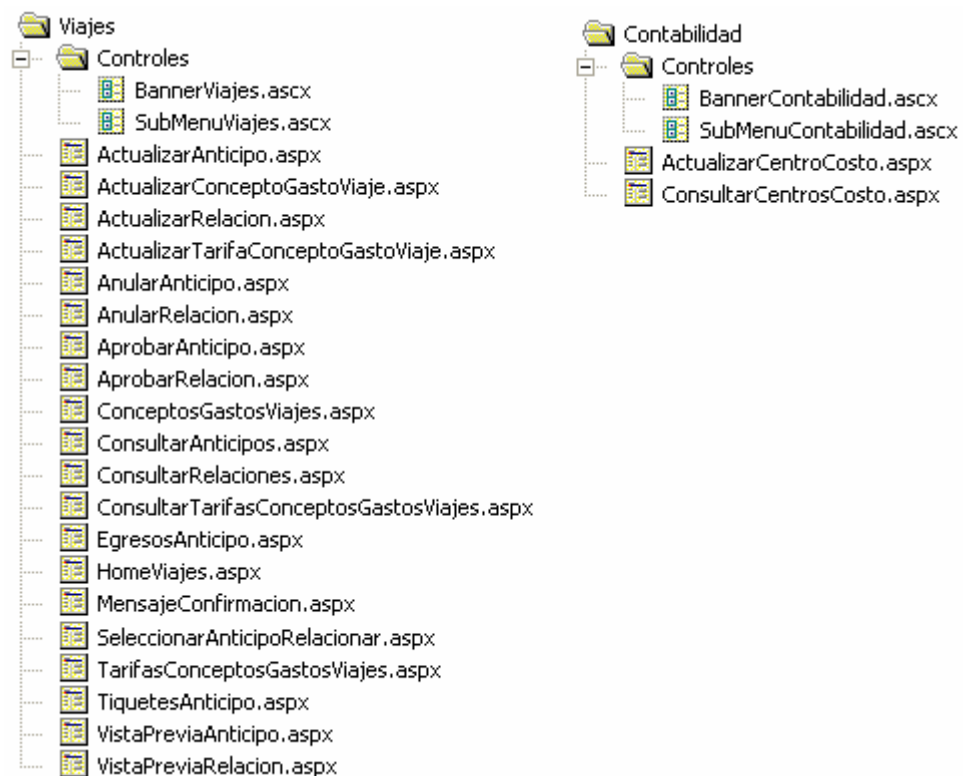 Viajes
Controles
BannerViajes.ascx
SubMenuViajes.ascx
ActualizarAnticipo.aspx
ActualizarConceptoGastoViaje.aspx
ActualizarRelacion.aspx
ActualizarTarifaConceptoGastoViaje.aspx
AnularAnticipo.aspx
AnularRelacion.aspx
AprobarAnticipo.aspx
AprobarRelacion.aspx
ConceptosGastosViajes.aspx
ConsultarAnticipos.aspx
ConsultarRelaciones.aspx
ConsultarTarifasConceptosGastosViajes.aspx
EgresosAnticipo.aspx
HomeViajes.aspx
MensajeConfirmacion.aspx
SeleccionarAnticipoRelacionar.aspx
TarifasConceptosGastosViajes.aspx
TiquetesAnticipo.aspx
VistaPreviaAnticipo.aspx
VistaPreviaRelacion.aspx
Contabilidad
Controles
BannerContabilidad.ascx
SubMenuContabilidad.ascx
ActualizarCentroCosto.aspx
ConsultarCentrosCosto.aspx